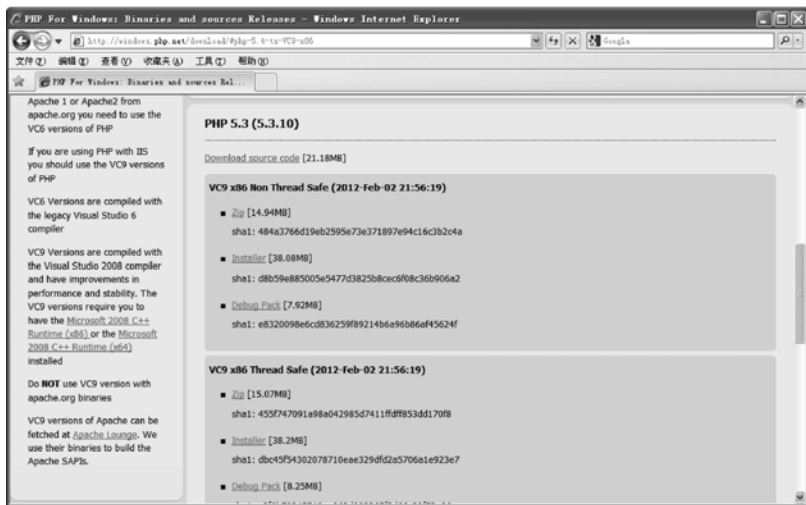 PHP For Windows: Binaries and sources Releases - Windows Internet Explorer
http://windows.php.net/download/#php-5.4-ts-VC9-x86
Google
文件(F) 编辑(E) 查看(V) 收藏夹(A) 工具(T) 帮助(H)
PHP For Windows: Binaries and sources Rel...
Apache 1 or Apache2 from
apache.org you need to use the
VC6 versions of PHP
If you are using PHP with IIS
you should use the VC9 versions
of PHP
VC6 Versions are compiled with
the legacy Visual Studio 6
compiler
VC9 Versions are compiled with
the Visual Studio 2008 compiler
and have improvements in
performance and stability. The
VC9 versions require you to
have the Microsoft 2008 C++
Runtime (x86) or the Microsoft
2008 C++ Runtime (x64)
installed
Do NOT use VC9 version with
apache.org binaries
VC9 versions of Apache can be
fetched at Apache Lounge. We
use their binaries to build the
Apache SAPIs.
PHP 5.3 (5.3.10)
Download source code [21.18MB]
VC9 x86 Non Thread Safe (2012-Feb-02 21:56:19)
Zip [14.94MB]
sha1: 484a3766d19eb2595e73e371897e94c16c3b2c4a
Installer [38.08MB]
sha1: d8b59e885005e5477d3825b8cec6f08c36b906a2
Debug Pack [7.92MB]
sha1: e8320098e6cd836259f89214b6a96b86af45624f
VC9 x86 Thread Safe (2012-Feb-02 21:56:19)
Zip [15.07MB]
sha1: 455f747091a98a042985d7411ffdff853dd170f8
Installer [38.2MB]
sha1: dbc45f54302078710eae329dfd2a5706a1e923e7
Debug Pack [8.25MB]